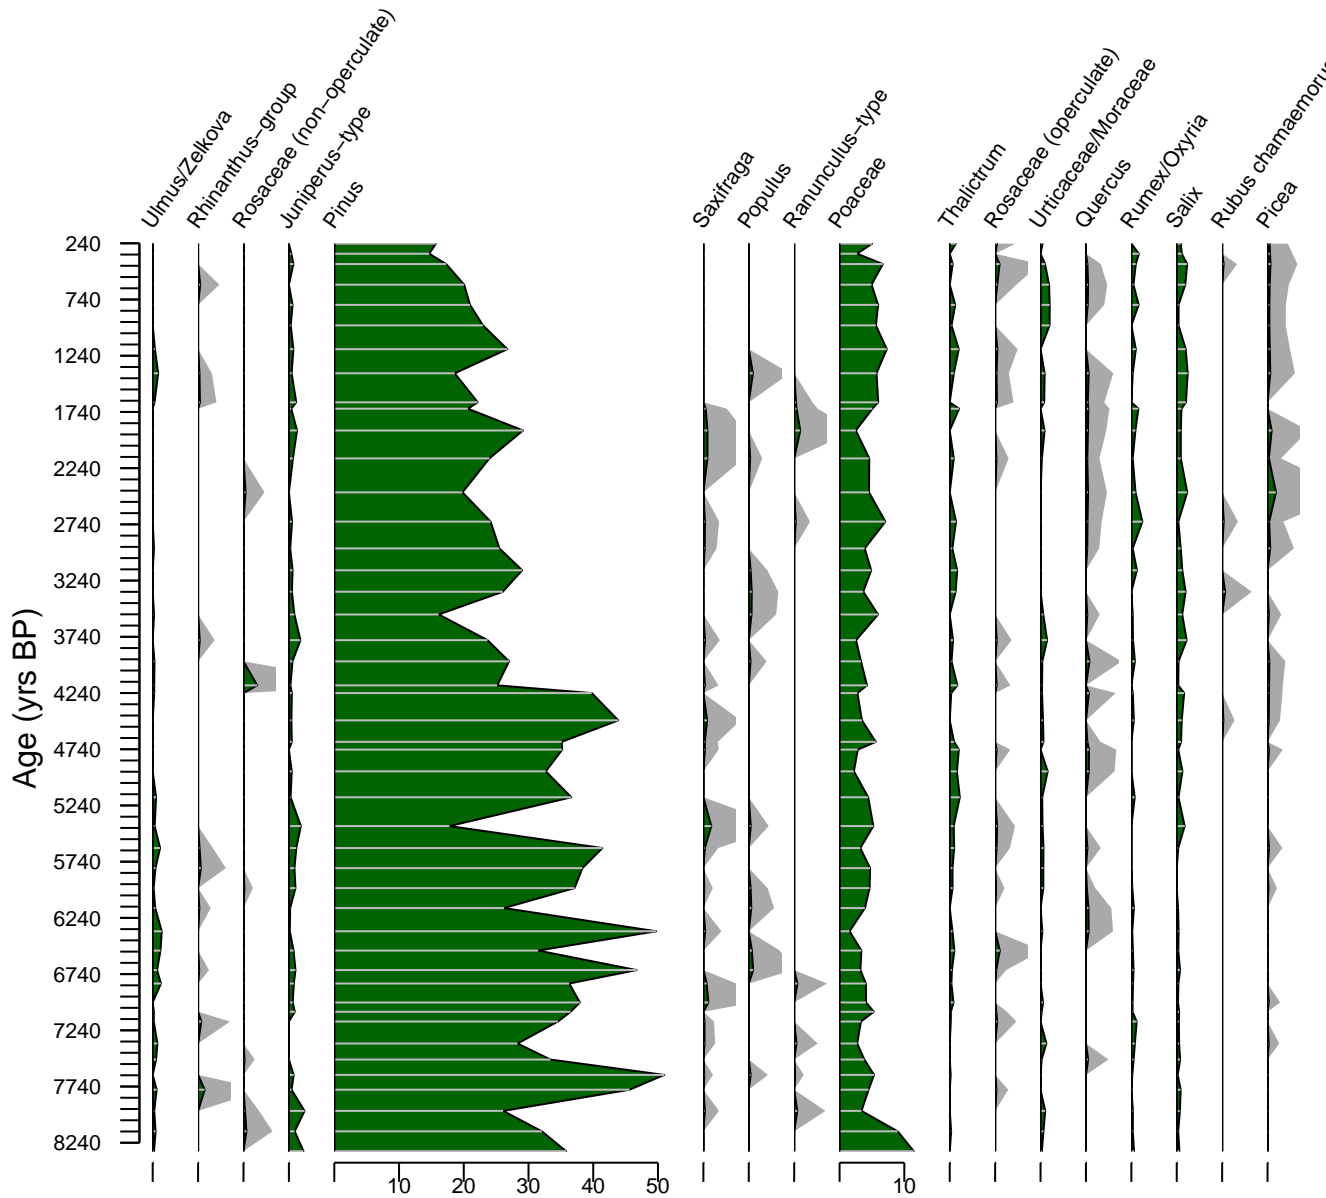 Ulmus/Zelkova
Rhinanthus−group
Rosaceae (non−operculate)
Juniperus−type
Pinus
Saxifraga
Populus
Ranunculus−type
Poaceae
Thalictrum
Rosaceae (operculate)
Urticaceae/Moraceae
Quercus
Rumex/Oxyria
Salix
Rubus chamaemorus
Picea
Age (yrs BP)
240
740
1240
1740
2240
2740
3240
3740
4240
4740
5240
5740
6240
6740
7240
7740
8240
10
20
30
40
50
10